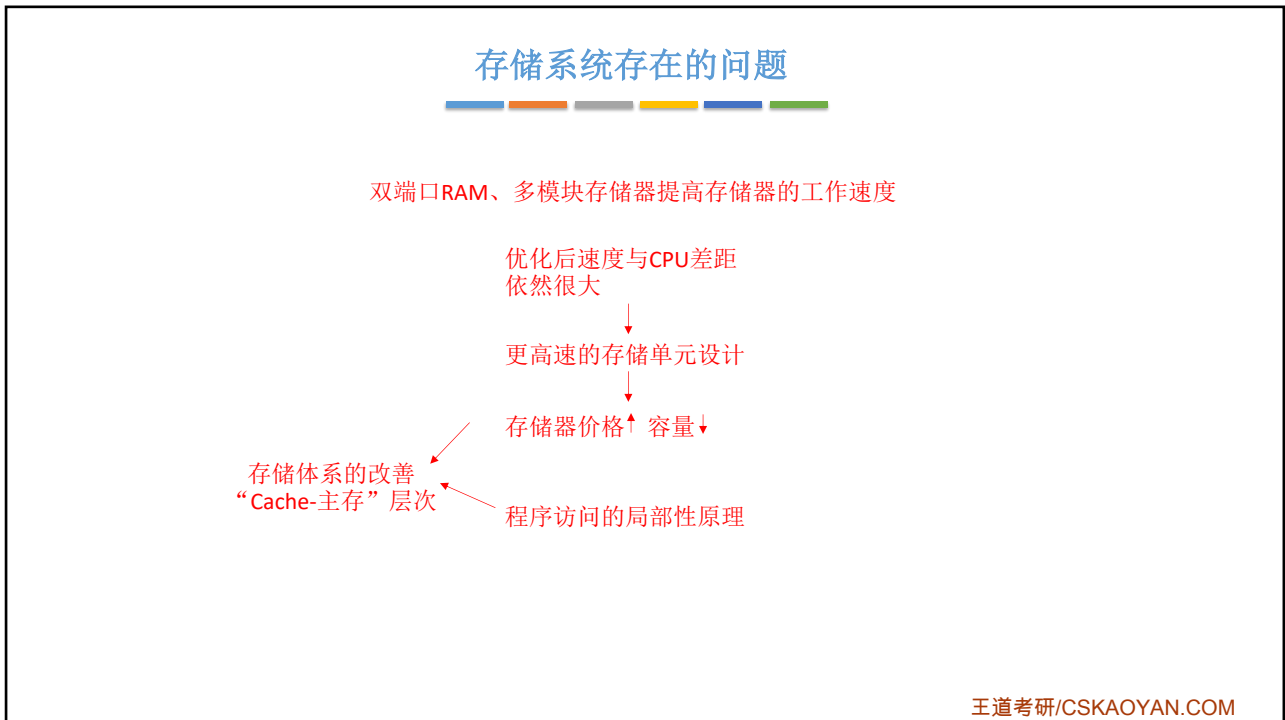 存储系统存在的问题
双端口RAM、多模块存储器提高存储器的工作速度
优化后速度与CPU差距
依然很大
更高速的存储单元设计
存储器价格↑ 容量↓
存储体系的改善
“Cache-主存”层次
程序访问的局部性原理
王道考研/CSKAOYAN.COM